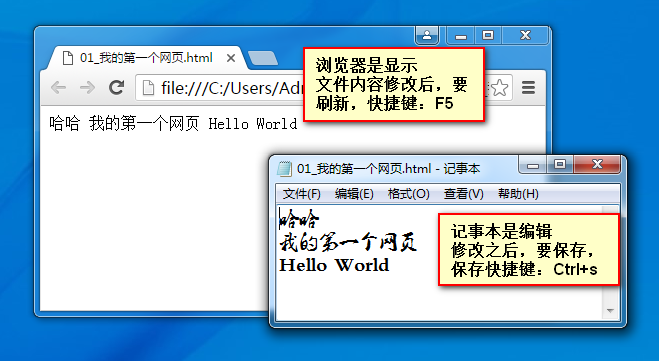 01_我的第一个网页.html
file:///C:/Users/Adr
哈哈 我的第一个网页 Hello World
浏览器是显示
文件内容修改后，要
刷新，快捷键：F5
01_我的第一个网页.html - 记事本
文件(F) 编辑(E) 格式(O) 查看(V) 帮助(H)
哈哈
我的第一个网页
Hello World
记事本是编辑
修改之后，要保存，
保存快捷键：Ctrl+s